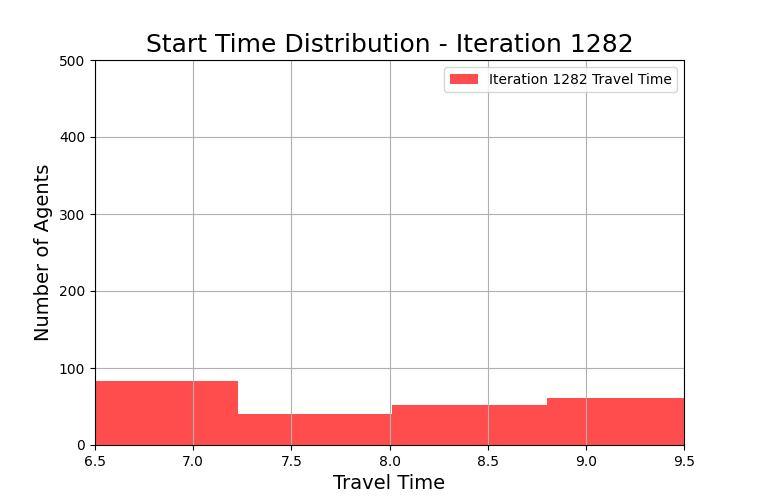 Start Time Distribution - Iteration 1282
Iteration 1282 Travel Time
Number of Agents
500
400
300
200
100
0
6.5 7.0 7.5 8.0 8.5 9.0 9.5
Travel Time